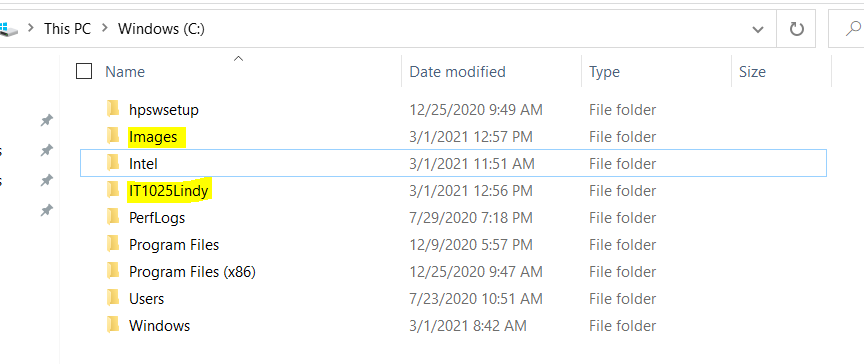 This PC > Windows (C:)
Name Date modified Type Size
hpswsetup 12/25/2020 9:49 AM File folder
Images 3/1/2021 12:57 PM File folder
Intel 3/1/2021 11:51 AM File folder
IT1025Lindy 3/1/2021 12:56 PM File folder
PerfLogs 7/29/2020 7:18 PM File folder
Program Files 12/9/2020 5:57 PM File folder
Program Files (x86) 12/25/2020 9:47 AM File folder
Users 7/23/2020 10:51 AM File folder
Windows 3/1/2021 8:42 AM File folder